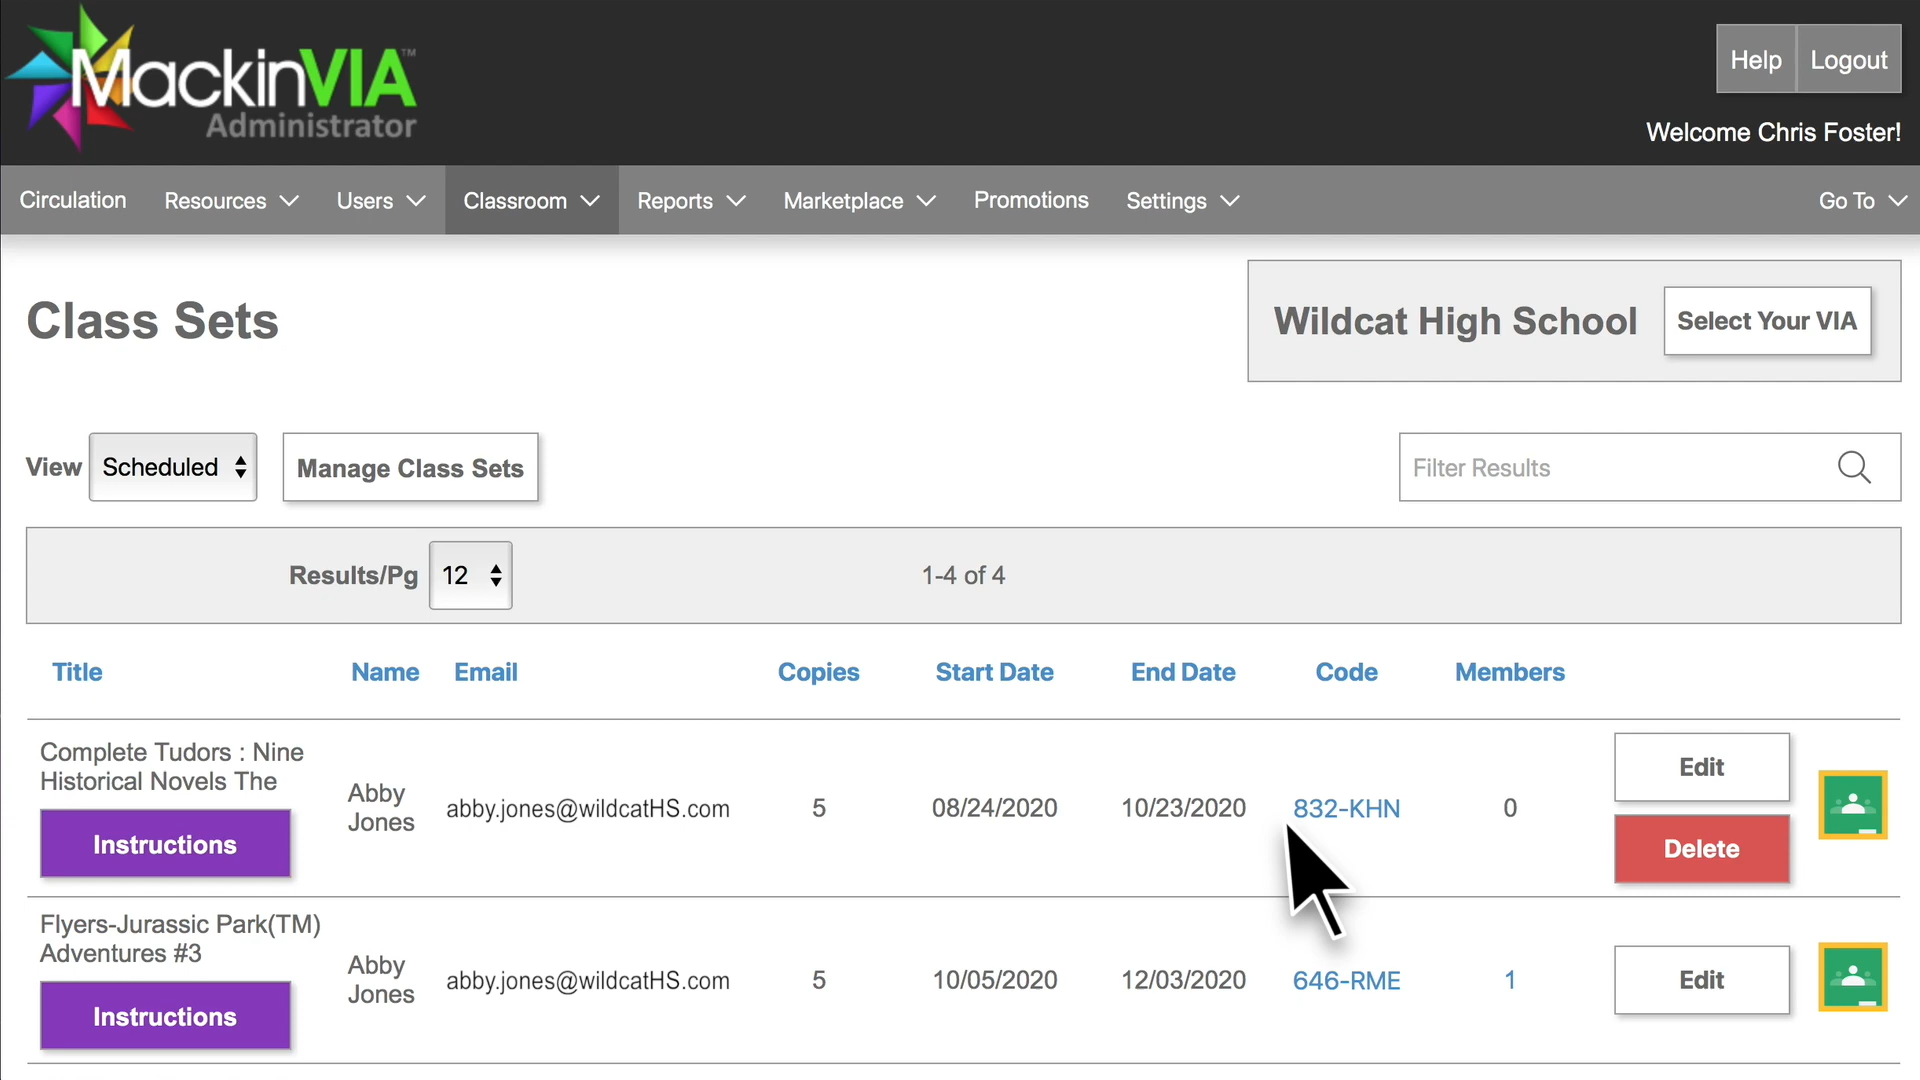 MackinVIA™
Administrator
Help
Logout
Welcome Chris Foster!
Circulation
Resources
Users
Classroom
Reports
Marketplace
Promotions
Settings
Go To
Class Sets
Wildcat High School
Select Your VIA
View
Scheduled
Manage Class Sets
Filter Results
Results/Pg
12
1-4 of 4
Title
Name
Email
Copies
Start Date
End Date
Code
Members
Complete Tudors : Nine
Historical Novels The
Instructions
Abby
Jones
abby.jones@wildcatHS.com
5
08/24/2020
10/23/2020
832-KHN
0
Edit
Delete
Flyers-Jurassic Park(TM)
Adventures #3
Instructions
Abby
Jones
abby.jones@wildcatHS.com
5
10/05/2020
12/03/2020
646-RME
1
Edit